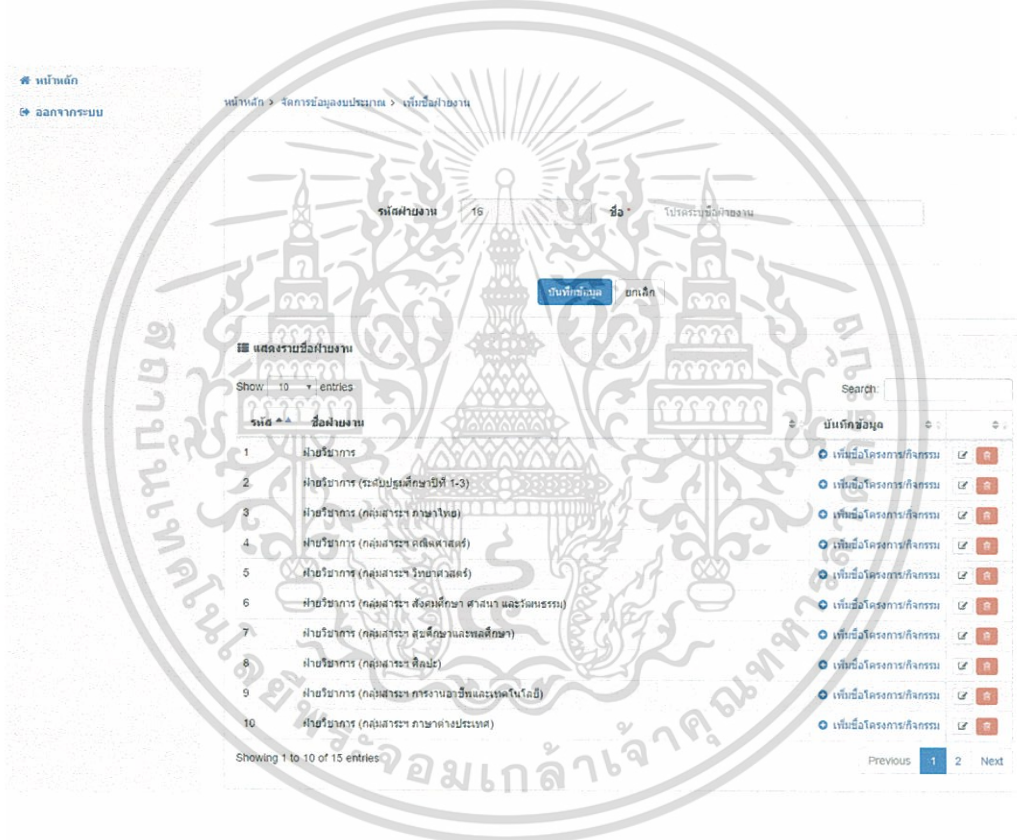 หน้าหลัก
ออกจากระบบ
หน้าหลัก > จัดการข้อมูลงบประมาณ > เพิ่มชื่อฝ่ายงาน
รหัสฝ่ายงาน 16 ชื่อ * โปรดระบุชื่อฝ่ายงาน
บันทึกข้อมูล ยกเลิก
แสดงรายชื่อฝ่ายงาน
Show 10 entries Search:
รหัส ชื่อฝ่ายงาน บันทึกข้อมูล
1 ฝ่ายวิชาการ เพิ่มชื่อโครงการ/กิจกรรม
2 ฝ่ายวิชาการ (ระดับปฐมศึกษาปีที่ 1-3) เพิ่มชื่อโครงการ/กิจกรรม
3 ฝ่ายวิชาการ (กลุ่มสาระฯ ภาษาไทย) เพิ่มชื่อโครงการ/กิจกรรม
4 ฝ่ายวิชาการ (กลุ่มสาระฯ คณิตศาสตร์) เพิ่มชื่อโครงการ/กิจกรรม
5 ฝ่ายวิชาการ (กลุ่มสาระฯ วิทยาศาสตร์) เพิ่มชื่อโครงการ/กิจกรรม
6 ฝ่ายวิชาการ (กลุ่มสาระฯ สังคมศึกษา ศาสนา และวัฒนธรรม) เพิ่มชื่อโครงการ/กิจกรรม
7 ฝ่ายวิชาการ (กลุ่มสาระฯ สุขศึกษาและพลศึกษา) เพิ่มชื่อโครงการ/กิจกรรม
8 ฝ่ายวิชาการ (กลุ่มสาระฯ ศิลปะ) เพิ่มชื่อโครงการ/กิจกรรม
9 ฝ่ายวิชาการ (กลุ่มสาระฯ การงานอาชีพและเทคโนโลยี) เพิ่มชื่อโครงการ/กิจกรรม
10 ฝ่ายวิชาการ (กลุ่มสาระฯ ภาษาต่างประเทศ) เพิ่มชื่อโครงการ/กิจกรรม
Showing 1 to 10 of 15 entries Previous 1 2 Next
สถาบันเทคโนโลยีพระจอมเกล้าเจ้าคุณทหารลาดกระบัง